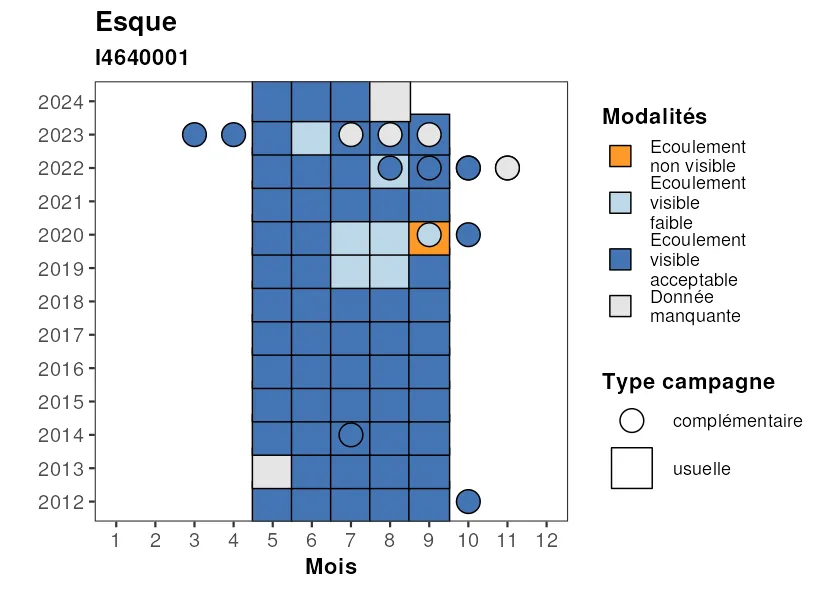 Esque
I4640001
2024
2023
2022
2021
2020
2019
2018
2017
2016
2015
2014
2013
2012
1 2 3 4 5 6 7 8 9 10 11 12
Mois
Modalités
Ecoulement
non visible
Ecoulement
visible
faible
Ecoulement
visible
acceptable
Donnée
manquante
Type campagne
complémentaire
usuelle